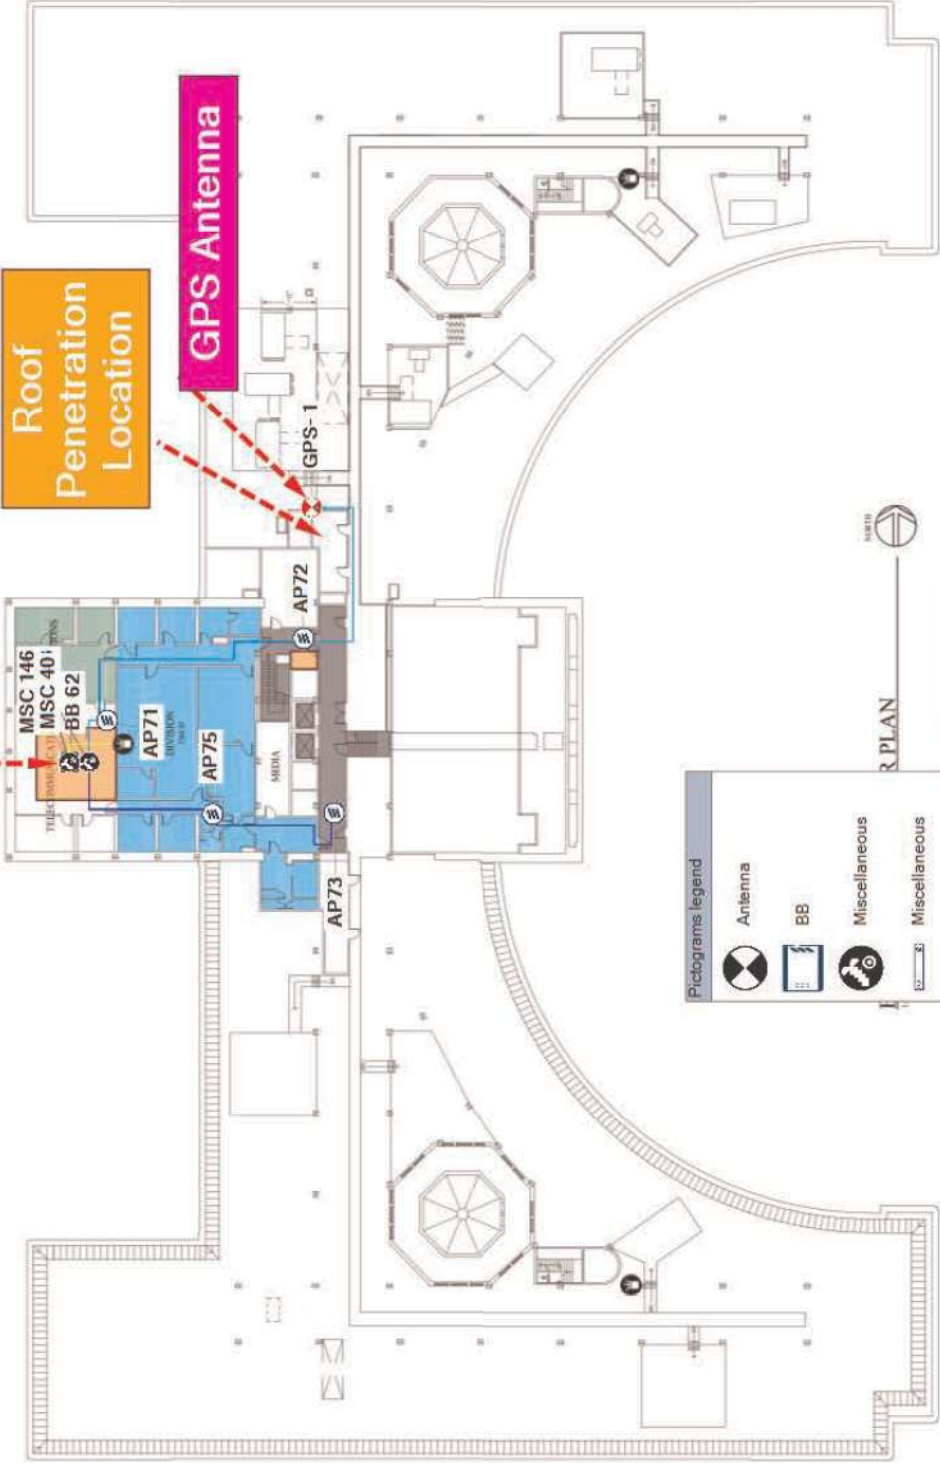 Roof
Penetration
Location
GPS Antenna
GPS- 1
MSC 146
MSC 40
BB 62
AP71
DIVISION
AP75
AP72
AP73
MEDIA
NORTH
R PLAN
Pictograms legend
Antenna
BB
Miscellaneous
Miscellaneous